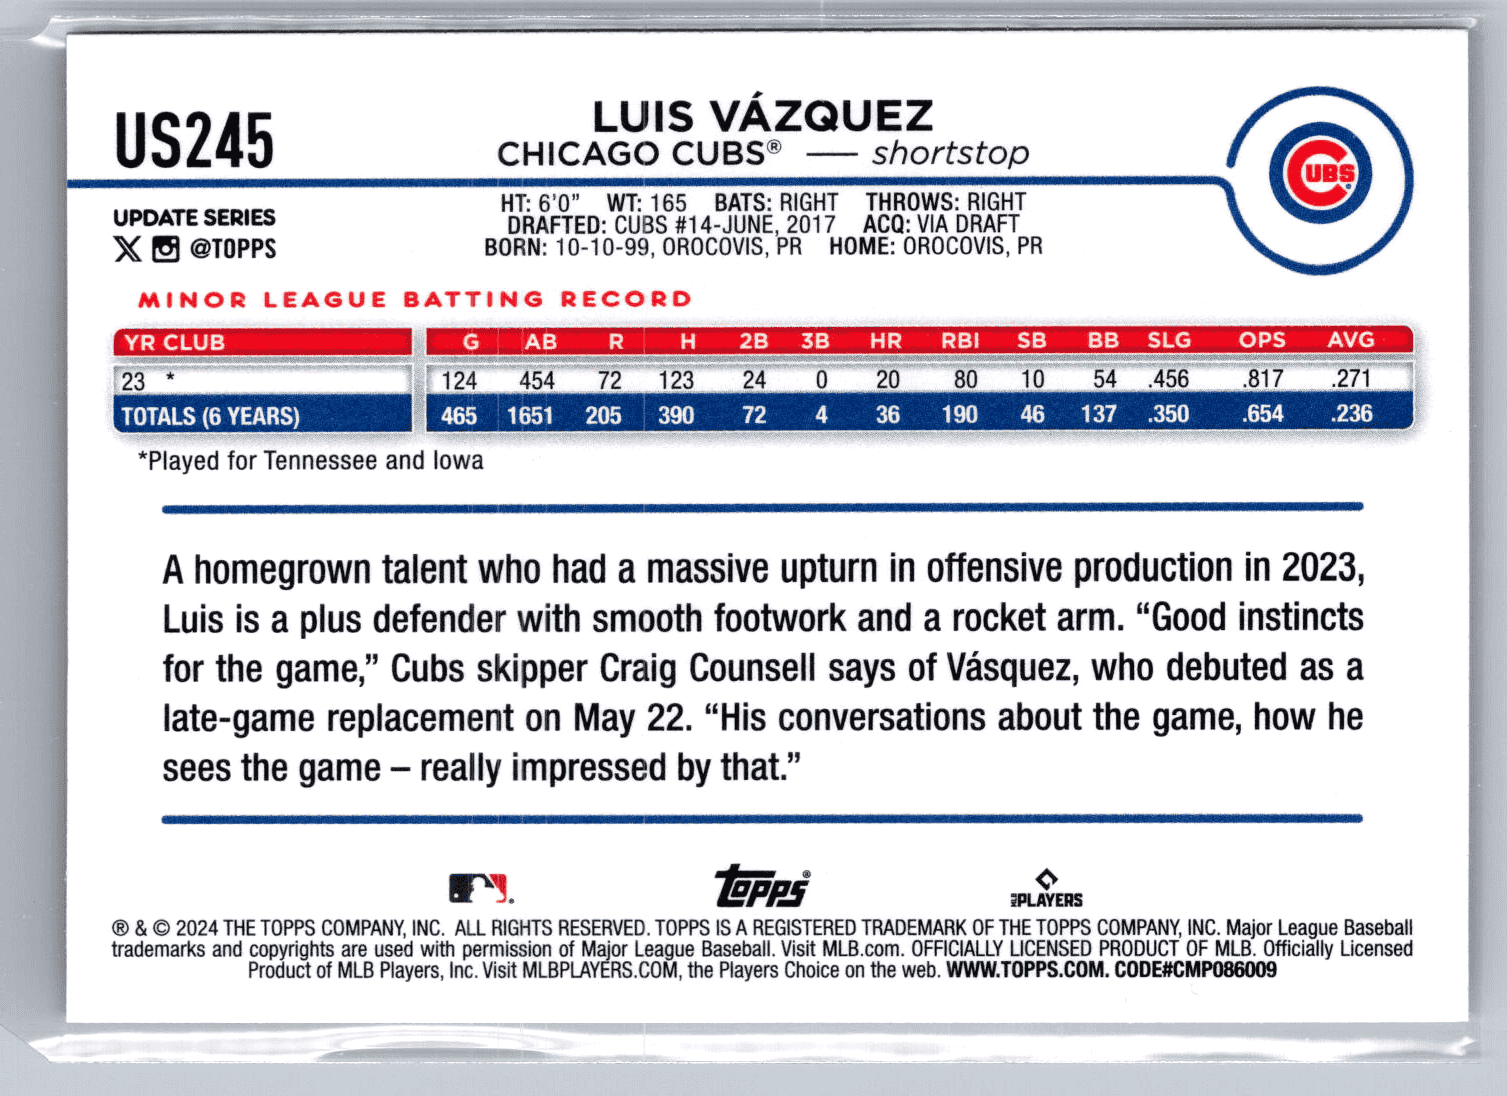 US245
LUIS VÁZQUEZ
CHICAGO CUBS® — shortstop
CUBS
UPDATE SERIES
@TOPPS
HT: 6'0" WT: 165 BATS: RIGHT THROWS: RIGHT
DRAFTED: CUBS #14-JUNE, 2017 ACQ: VIA DRAFT
BORN: 10-10-99, OROCOVIS, PR HOME: OROCOVIS, PR
MINOR LEAGUE BATTING RECORD
YR CLUB G AB R H 2B 3B HR RBI SB BB SLG OPS AVG
23 * 124 454 72 123 24 0 20 80 10 54 .456 .817 .271
TOTALS (6 YEARS) 465 1651 205 390 72 4 36 190 46 137 .350 .654 .236
*Played for Tennessee and Iowa
A homegrown talent who had a massive upturn in offensive production in 2023,
Luis is a plus defender with smooth footwork and a rocket arm. “Good instincts
for the game,” Cubs skipper Craig Counsell says of Vásquez, who debuted as a
late-game replacement on May 22. “His conversations about the game, how he
sees the game – really impressed by that.”
Topps®
MLB PLAYERS
® & © 2024 THE TOPPS COMPANY, INC. ALL RIGHTS RESERVED. TOPPS IS A REGISTERED TRADEMARK OF THE TOPPS COMPANY, INC. Major League Baseball
trademarks and copyrights are used with permission of Major League Baseball. Visit MLB.com. OFFICIALLY LICENSED PRODUCT OF MLB. Officially Licensed
Product of MLB Players, Inc. Visit MLBPLAYERS.COM, the Players Choice on the web. WWW.TOPPS.COM. CODE#CMP086009